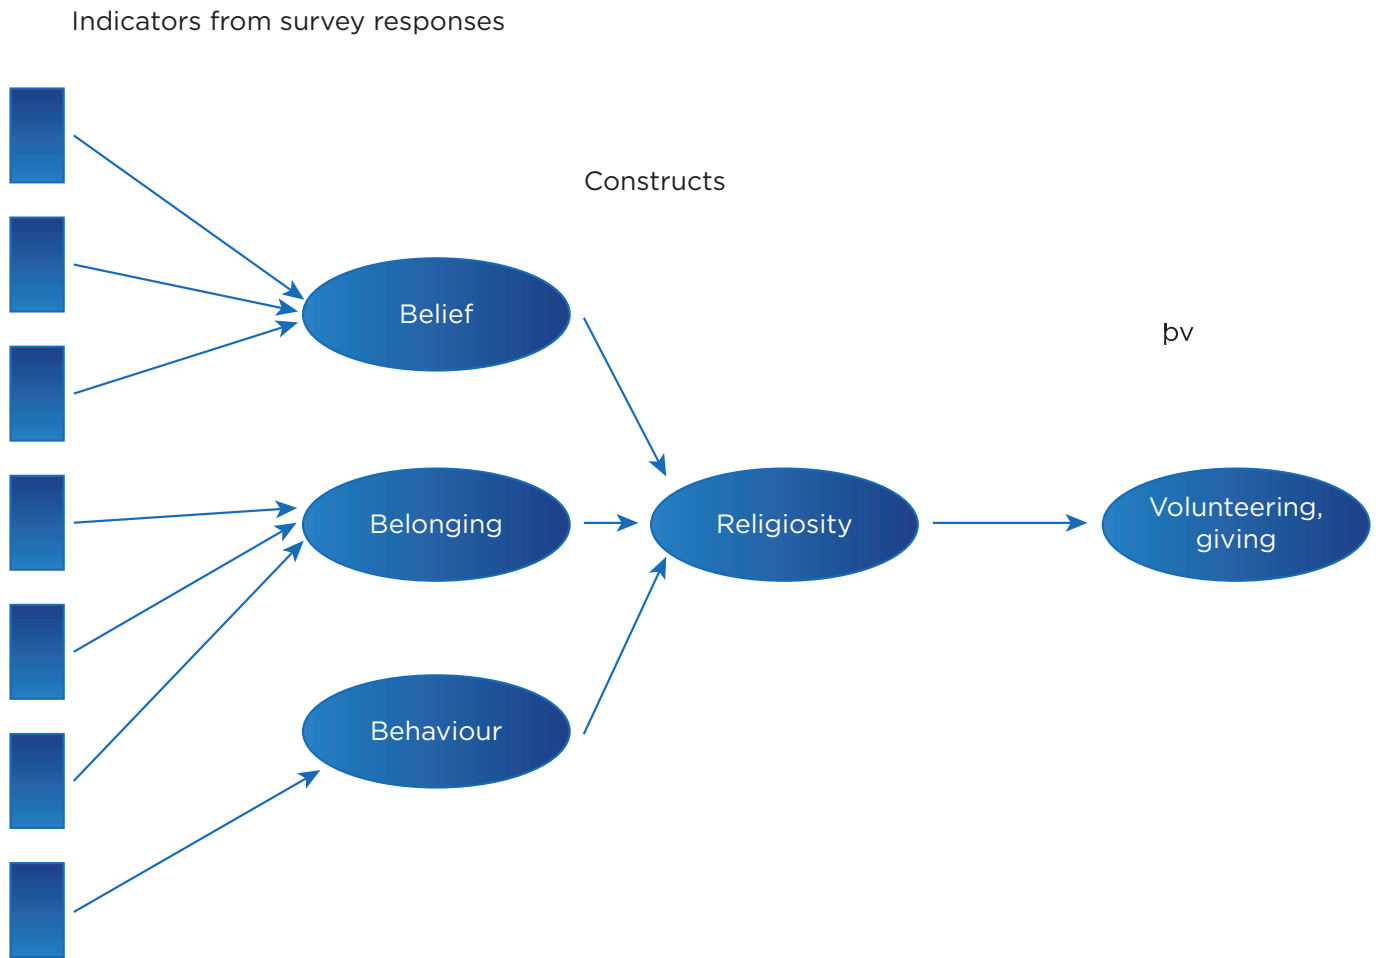 Indicators from survey responses
Constructs
Belief
Belonging
Behaviour
Religiosity
Volunteering,
giving